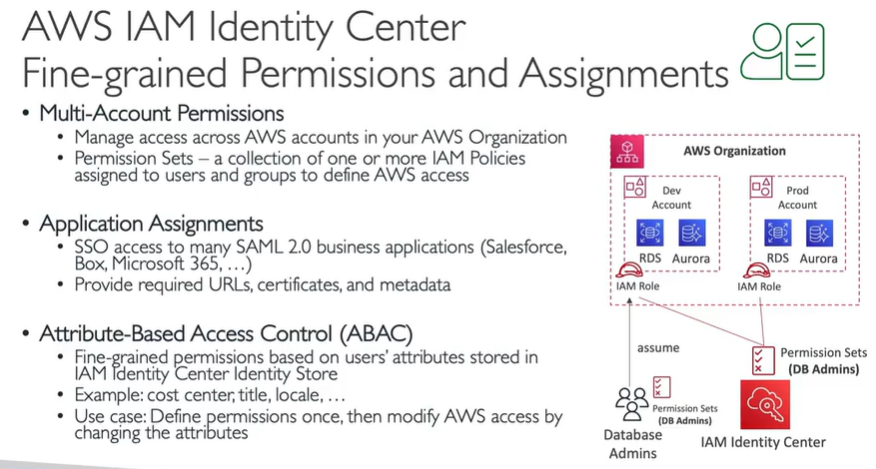 AWS IAM Identity Center
Fine-grained Permissions and Assignments
• Multi-Account Permissions
• Manage access across AWS accounts in your AWS Organization
• Permission Sets – a collection of one or more IAM Policies
assigned to users and groups to define AWS access
• Application Assignments
• SSO access to many SAML 2.0 business applications (Salesforce,
Box, Microsoft 365, …)
• Provide required URLs, certificates, and metadata
• Attribute-Based Access Control (ABAC)
• Fine-grained permissions based on users' attributes stored in
IAM Identity Center Identity Store
• Example: cost center, title, locale, …
• Use case: Define permissions once, then modify AWS access by
changing the attributes
AWS Organization
Dev
Account
RDS Aurora
IAM Role
Prod
Account
RDS Aurora
IAM Role
assume
Permission Sets
(DB Admins)
Permission Sets
(DB Admins)
Database
Admins
IAM Identity Center